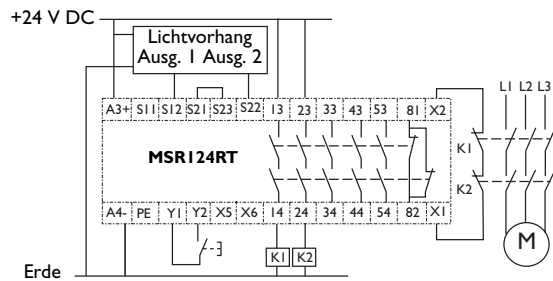 +24 V DC
Lichtvorhang
Ausg. 1 Ausg. 2
L1 L2 L3
A3+ S11 S12 S21 S23 S22 13 23 33 43 53 81 X2
K1
MSR124RT
K2
A4- PE Y1 Y2 X5 X6 14 24 34 44 54 82 X1
M
K1 K2
Erde